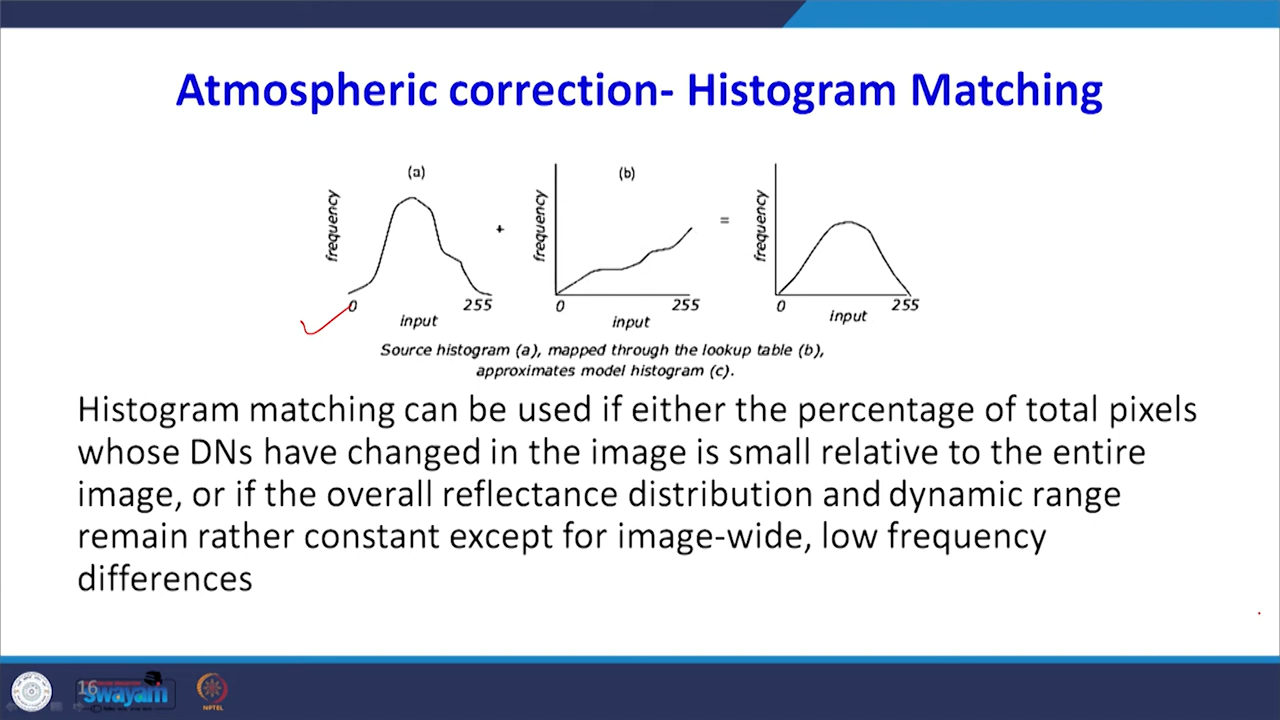 Atmospheric correction- Histogram Matching
(a)
(b)
frequency
+
frequency
=
frequency
0
255
0
255
0
255
input
input
input
Source histogram (a), mapped through the lookup table (b),
approximates model histogram (c).
Histogram matching can be used if either the percentage of total pixels
whose DNs have changed in the image is small relative to the entire
image, or if the overall reflectance distribution and dynamic range
remain rather constant except for image-wide, low frequency
differences
16
swayam
NPTEL